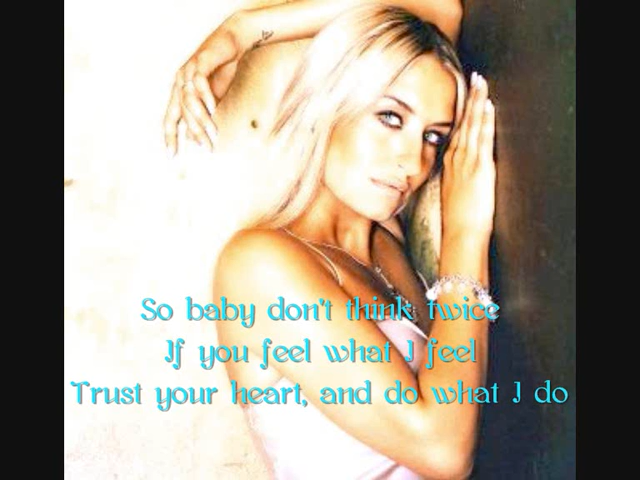 So baby don't think twice
If you feel what I feel
Trust your heart, and do what I do